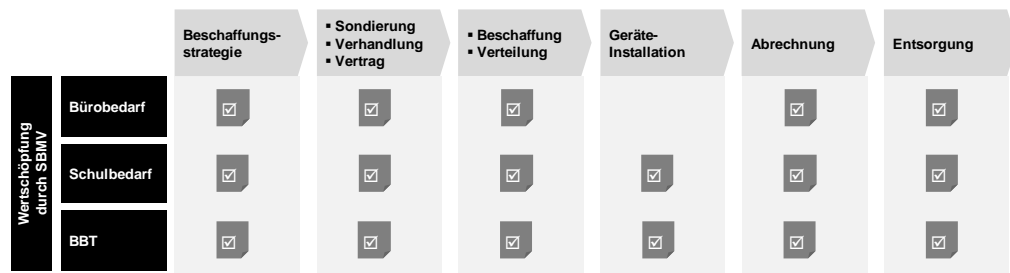 Beschaffungs-
strategie
▪ Sondierung
▪ Verhandlung
▪ Vertrag
▪ Beschaffung
▪ Verteilung
Geräte-
Installation
Abrechnung
Entsorgung
Wertschöpfung
durch SBMV
Bürobedarf
☑ ☑ ☑ ☑ ☑
Schulbedarf
☑ ☑ ☑ ☑ ☑ ☑
BBT
☑ ☑ ☑ ☑ ☑ ☑